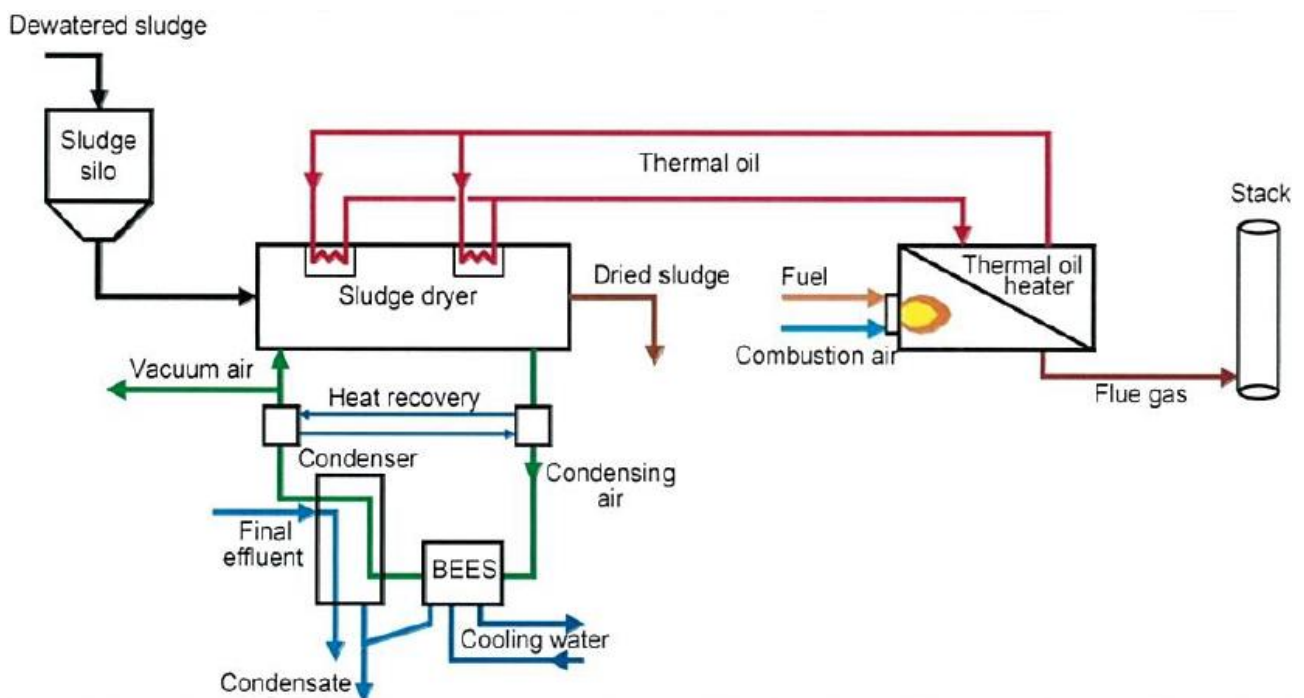 Dewatered sludge
Sludge
silo
Thermal oil
Stack
Sludge dryer
Dried sludge
Fuel
Thermal oil
heater
Combustion air
Vacuum air
Heat recovery
Flue gas
Condenser
Condensing
air
Final
effluent
BEES
Cooling water
Condensate